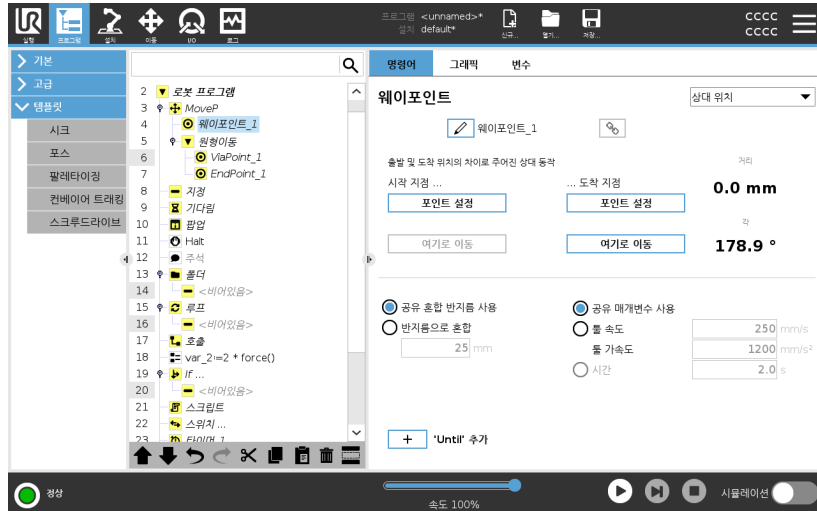 실행
프로그램
설치
이동
I/O
로그
프로그램 <unnamed>*
설치 default*
신규...
열기...
저장...
cccc
cccc
기본
고급
템플릿
시크
포스
팔레타이징
컨베이어 트래킹
스크루드라이브
2 로봇 프로그램
3 MoveP
4 웨이포인트_1
5 원형이동
6 ViaPoint_1
7 EndPoint_1
8 지정
9 기다림
10 팝업
11 Halt
12 주석
13 폴더
14 <비어있음>
15 루프
16 <비어있음>
17 호출
18 var_2≔2 * force()
19 If ...
20 <비어있음>
21 스크립트
22 스위치 ...
23 타이머_1
명령어 그래픽 변수
웨이포인트
상대 위치
웨이포인트_1
출발 및 도착 위치의 차이로 주어진 상대 동작
거리
시작 지점 ...
... 도착 지점
0.0 mm
포인트 설정
포인트 설정
각
여기로 이동
여기로 이동
178.9 °
공유 혼합 반지름 사용
공유 매개변수 사용
반지름으로 혼합
툴 속도 250 mm/s
25 mm
툴 가속도 1200 mm/s²
시간 2.0 s
+ 'Until' 추가
정상
속도 100%
시뮬레이션